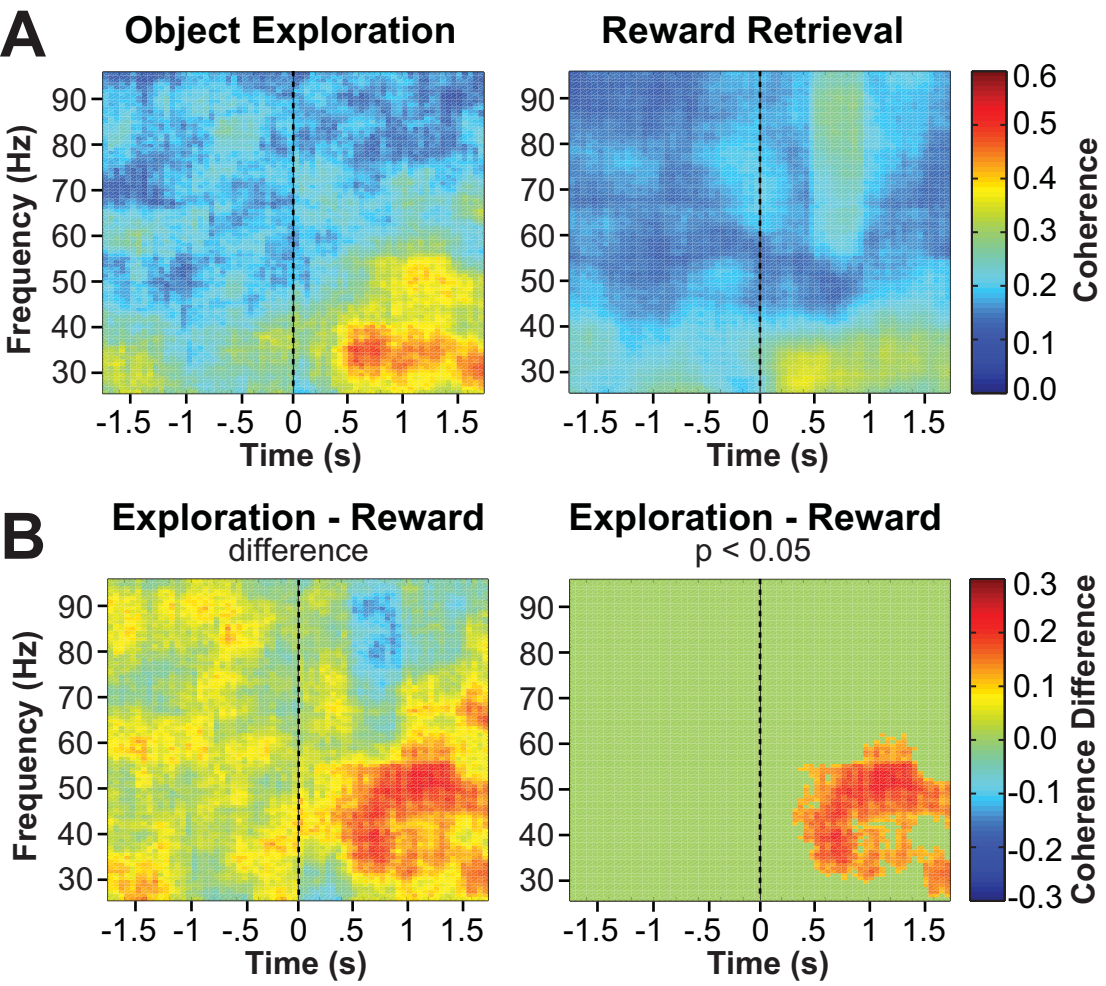 A
Object Exploration
Reward Retrieval
Frequency (Hz)
90
80
70
60
50
40
30
-1.5 -1 -.5 0 .5 1 1.5
Time (s)
90
80
70
60
50
40
30
-1.5 -1 -.5 0 .5 1 1.5
Time (s)
0.6
0.5
0.4
0.3
0.2
0.1
0.0
Coherence
B
Exploration - Reward
difference
Exploration - Reward
p < 0.05
Frequency (Hz)
90
80
70
60
50
40
30
-1.5 -1 -.5 0 .5 1 1.5
Time (s)
90
80
70
60
50
40
30
-1.5 -1 -.5 0 .5 1 1.5
Time (s)
0.3
0.2
0.1
0.0
-0.1
-0.2
-0.3
Coherence Difference